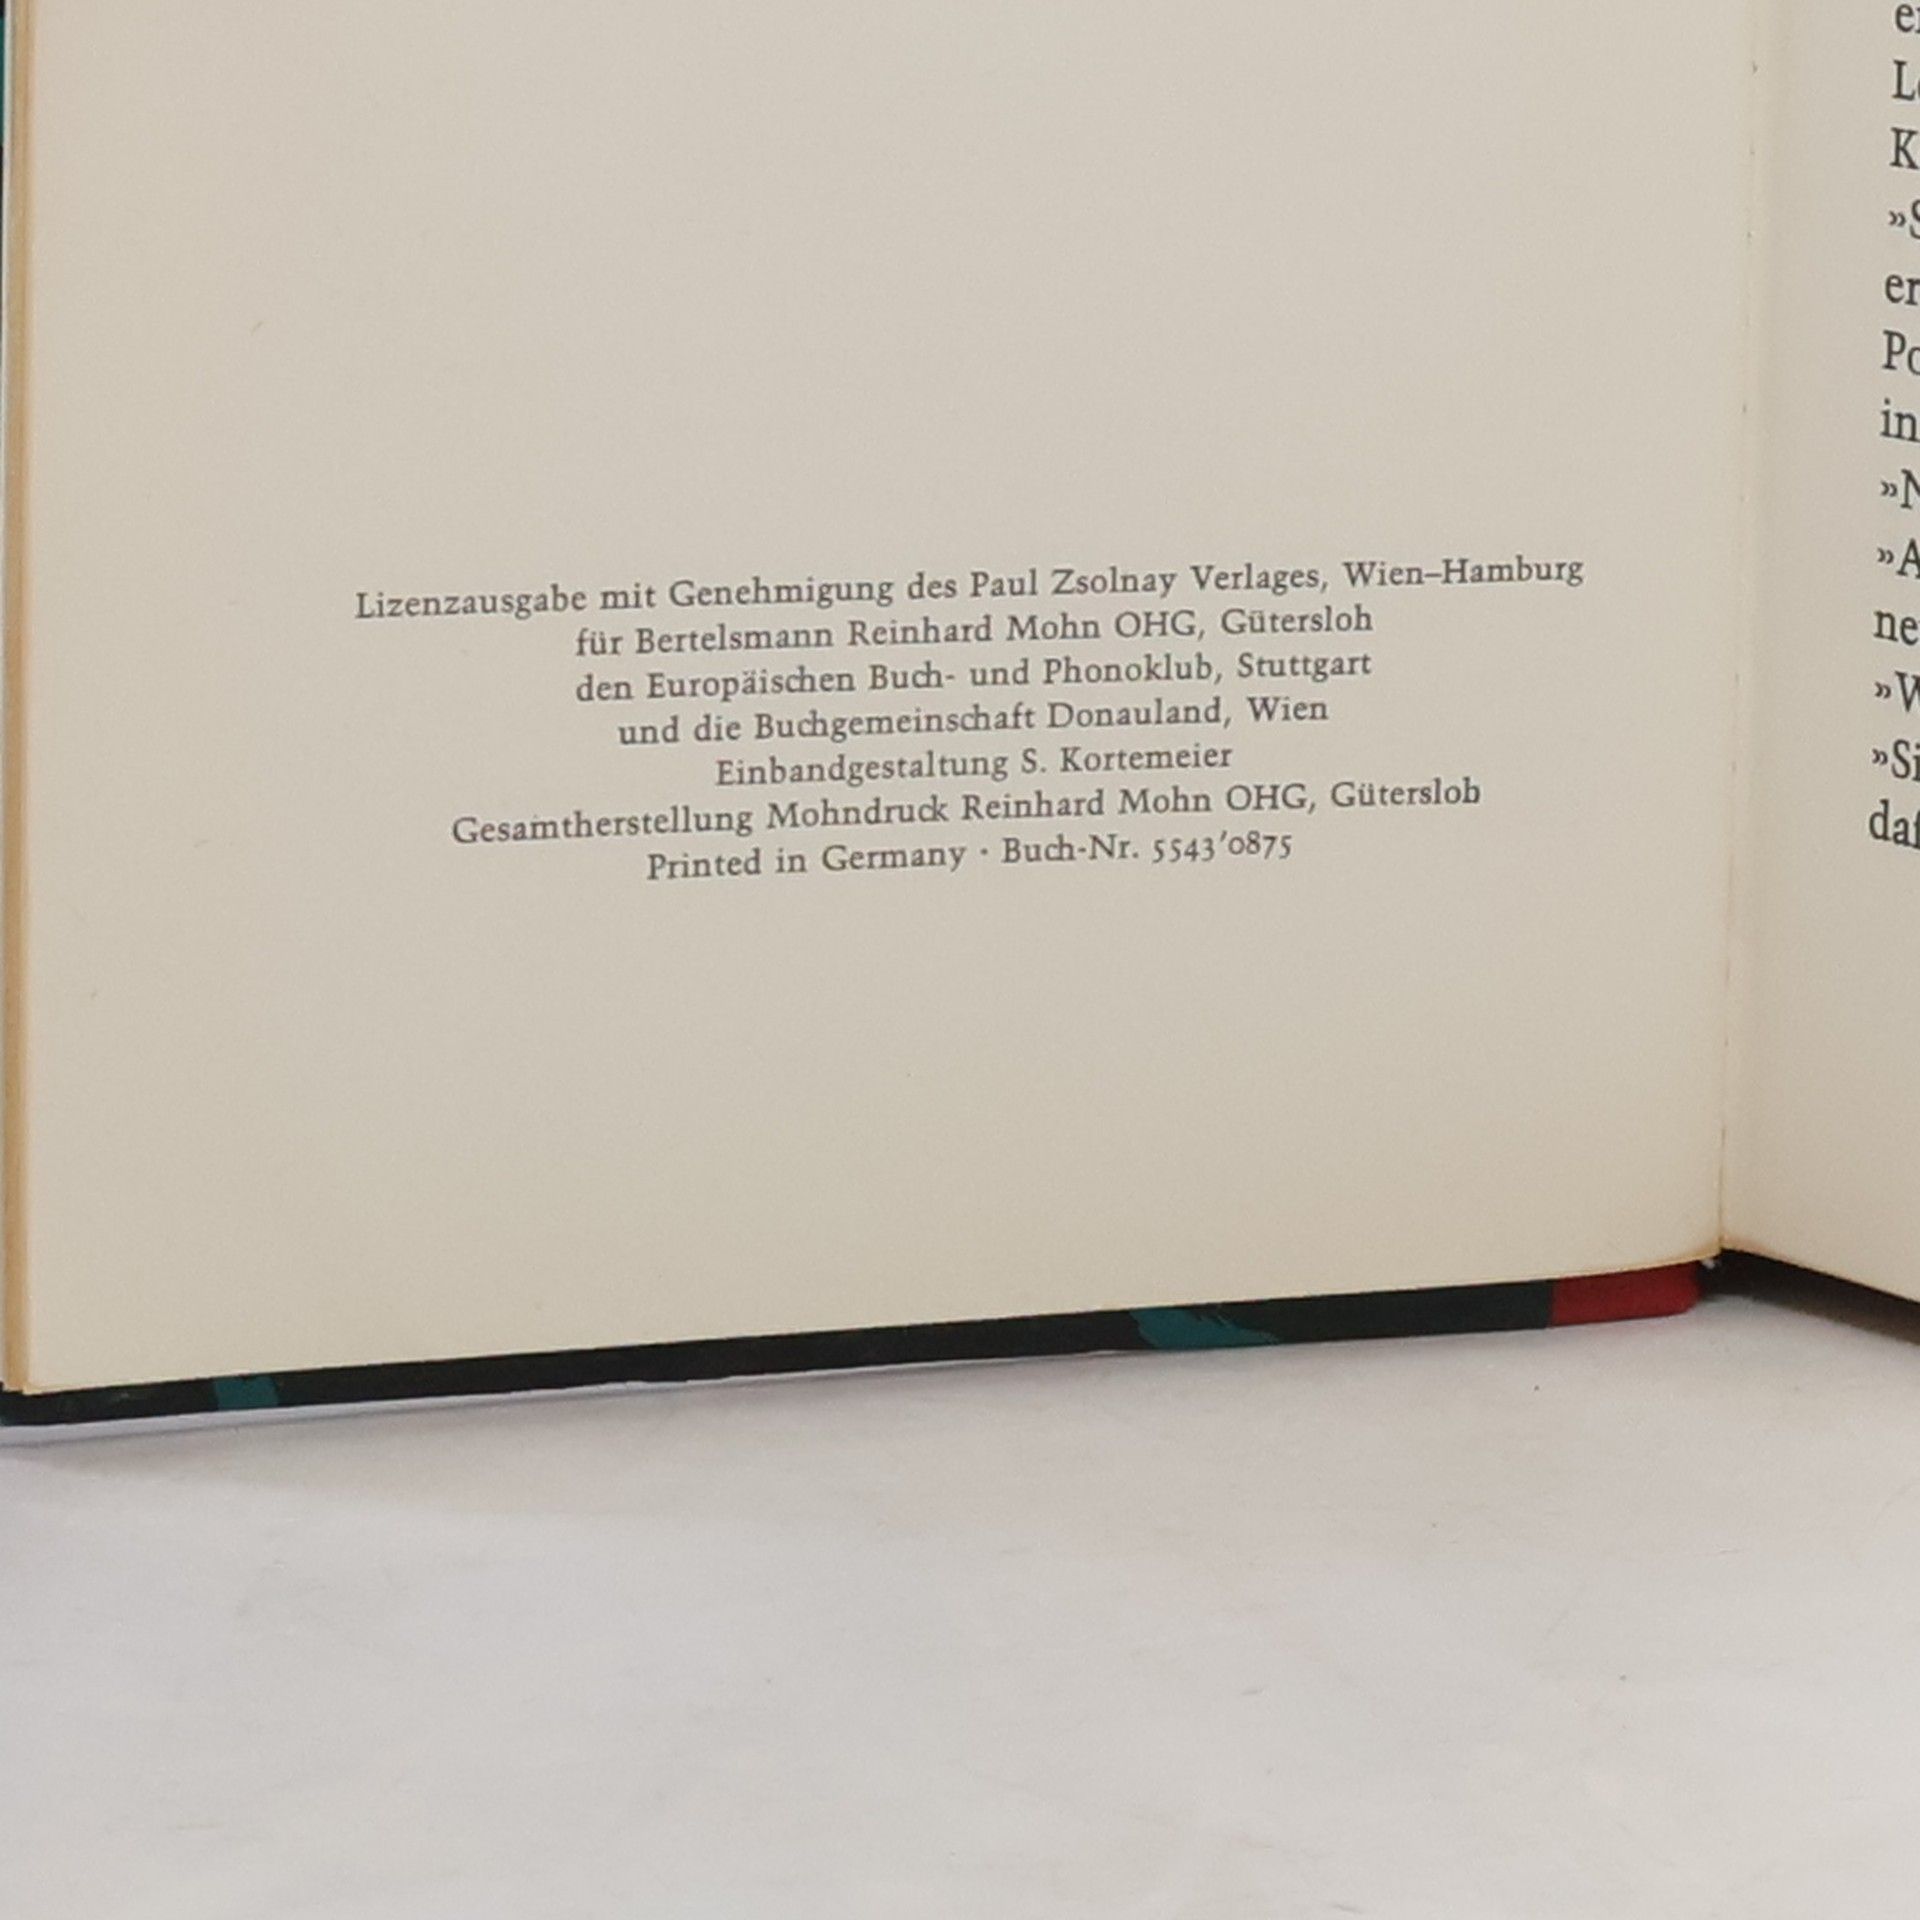 Lizenzausgabe mit Genehmigung des Paul Zsolnay Verlages, Wien–Hamburg
für Bertelsmann Reinhard Mohn OHG, Gütersloh
den Europäischen Buch- und Phonoklub, Stuttgart
und die Buchgemeinschaft Donauland, Wien
Einbandgestaltung S. Kortemeier
Gesamtherstellung Mohndruck Reinhard Mohn OHG, Gütersloh
Printed in Germany · Buch-Nr. 5543'0875